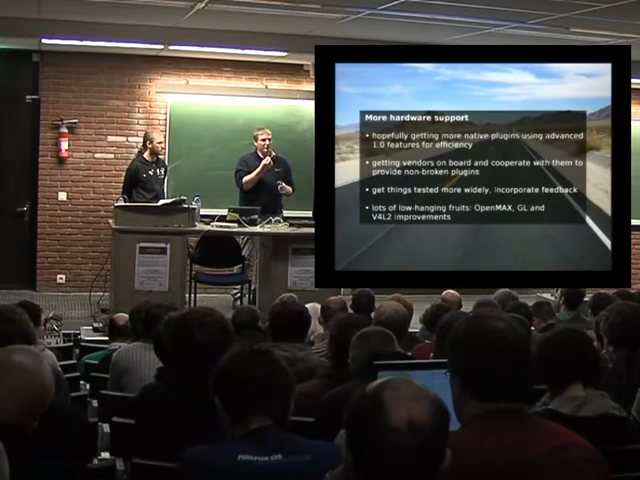 More hardware support
• hopefully getting more native plugins using advanced
1.0 features for efficiency
• getting vendors on board and cooperate with them to
provide non-broken plugins
• get things tested more widely, incorporate feedback
• lots of low-hanging fruits: OpenMAX, GL and
V4L2 improvements
FIREFOX OS